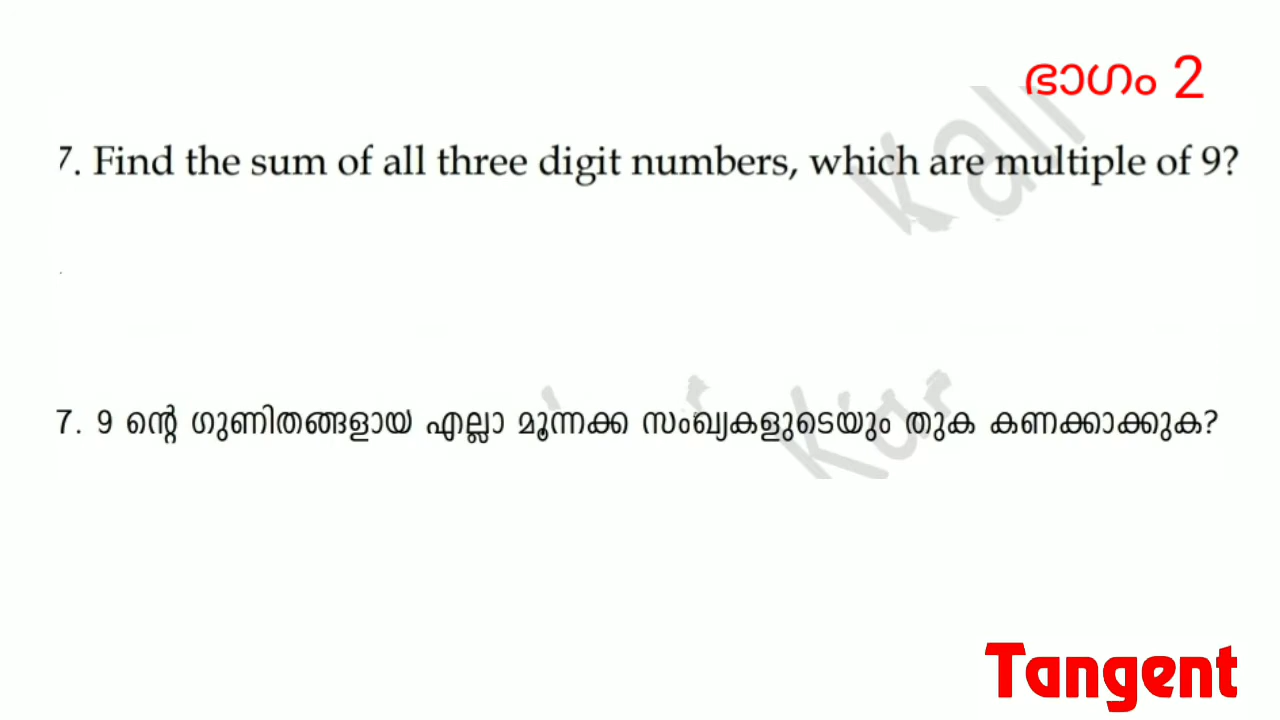 ഭാഗം 2
7. Find the sum of all three digit numbers, which are multiple of 9?
7. 9 ന്റെ ഗുണിതങ്ങളായ എല്ലാ മൂന്നക്ക സംഖ്യകളുടെയും തുക കണക്കാക്കുക?
Tangent